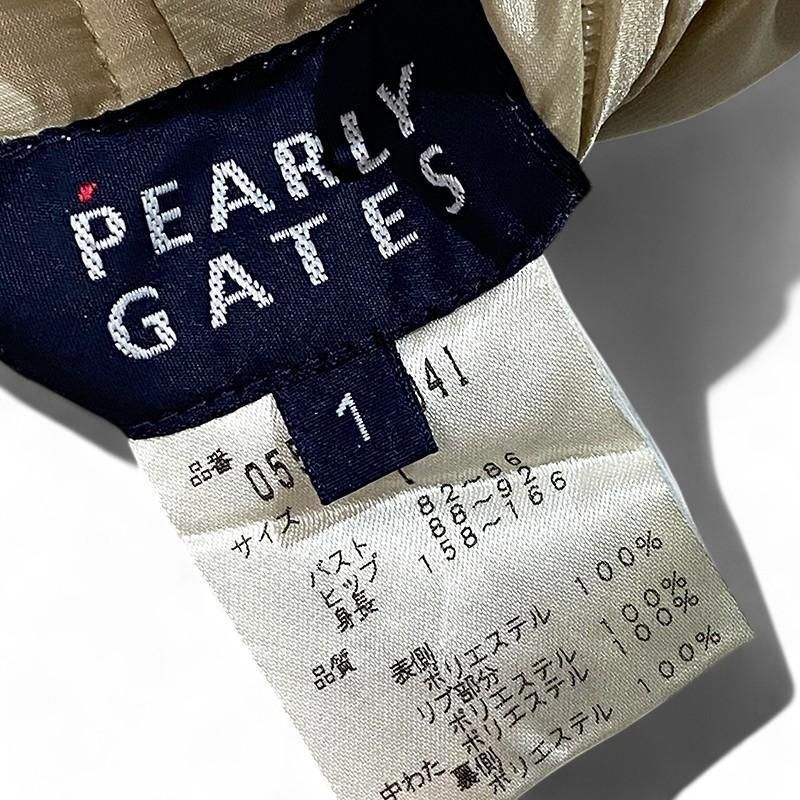 PEARLY
GATES
1
品番 05 41
サイズ
バスト 82~86
ヒップ 88~92
身長 158~166
品質 表側
ポリエステル 100%
リブ部分
ポリエステル 100%
ポリエステル 100%
中わた 裏側
ポリエステル 100%